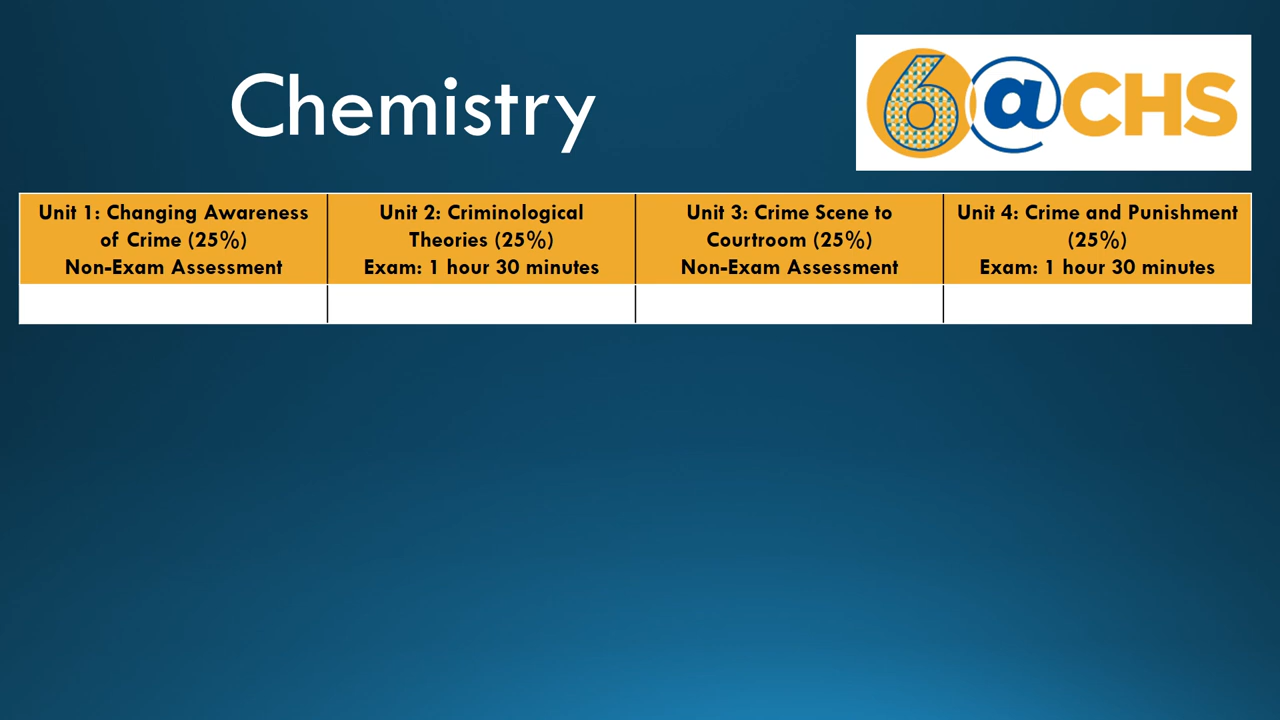 Chemistry
6@CHS
Unit 1: Changing Awareness
of Crime (25%)
Non-Exam Assessment
Unit 2: Criminological
Theories (25%)
Exam: 1 hour 30 minutes
Unit 3: Crime Scene to
Courtroom (25%)
Non-Exam Assessment
Unit 4: Crime and Punishment
(25%)
Exam: 1 hour 30 minutes